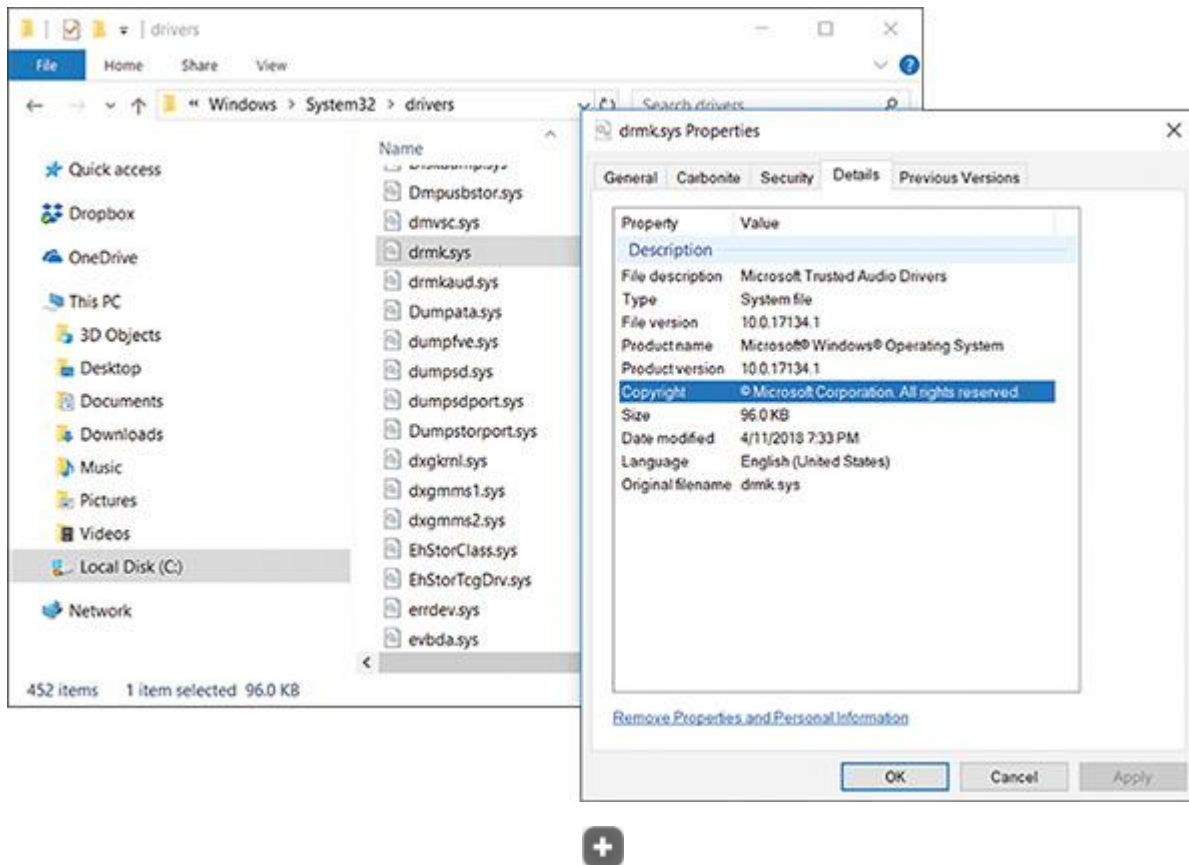 drivers
File Home Share View
Windows > System32 > drivers
Search drivers
Quick access
Dropbox
OneDrive
This PC
3D Objects
Desktop
Documents
Downloads
Music
Pictures
Videos
Local Disk (C:)
Network
Name
Dmpusbstor.sys
dmvsc.sys
drmk.sys
drmkaud.sys
Dumpata.sys
dumpfve.sys
dumpsd.sys
dumpsdport.sys
Dumpstorport.sys
dxgkrnl.sys
dxgmms1.sys
dxgmms2.sys
EhStorClass.sys
EhStorTcgDrv.sys
errdev.sys
evbda.sys
452 items 1 item selected 96.0 KB
drmk.sys Properties
General Carbonite Security Details Previous Versions
Property Value
Description
File description Microsoft Trusted Audio Drivers
Type System file
File version 10.0.17134.1
Product name Microsoft® Windows® Operating System
Product version 10.0.17134.1
Copyright © Microsoft Corporation. All rights reserved.
Size 96.0 KB
Date modified 4/11/2018 7:33 PM
Language English (United States)
Original filename drmk.sys
Remove Properties and Personal Information
OK Cancel Apply